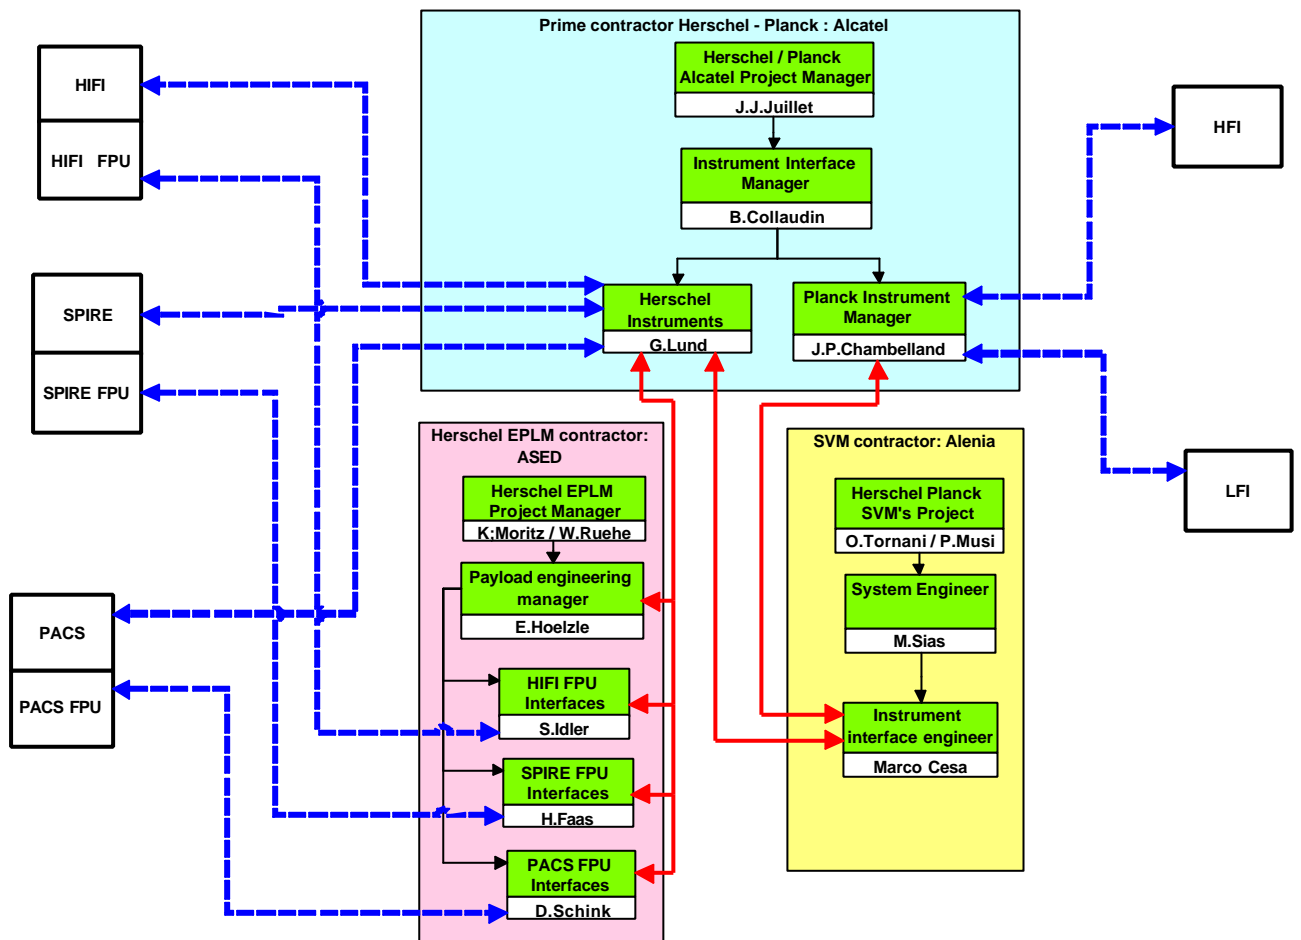 Prime contractor Herschel - Planck : Alcatel
Herschel / Planck
Alcatel Project Manager
J.J.Juillet
Instrument Interface
Manager
B.Collaudin
Herschel
Instruments
G.Lund
Planck Instrument
Manager
J.P.Chambelland
HIFI
HIFI FPU
SPIRE
SPIRE FPU
PACS
PACS FPU
HFI
LFI
Herschel EPLM contractor:
ASED
Herschel EPLM
Project Manager
K;Moritz / W.Ruehe
Payload engineering
manager
E.Hoelzle
HIFI FPU
Interfaces
S.Idler
SPIRE FPU
Interfaces
H.Faas
PACS FPU
Interfaces
D.Schink
SVM contractor: Alenia
Herschel Planck
SVM's Project
O.Tornani / P.Musi
System Engineer
M.Sias
Instrument
interface engineer
Marco Cesa